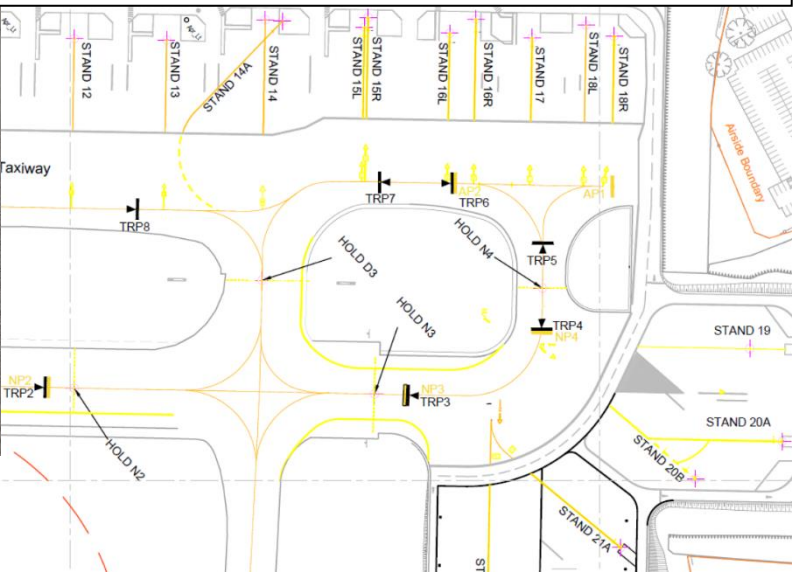 STAND 12
STAND 13
STAND 14A
STAND 14
STAND 15L
STAND 15R
STAND 16L
STAND 16R
STAND 17
STAND 18L
STAND 18R
Airside Boundary
Taxiway
TRP8
TRP7
AP2
TRP6
AP1
HOLD D3
HOLD N4
TRP5
HOLD N3
TRP4
NP4
STAND 19
NP2
TRP2
NP3
TRP3
HOLD N2
STAND 20A
STAND 20B
STAND 21A
ST